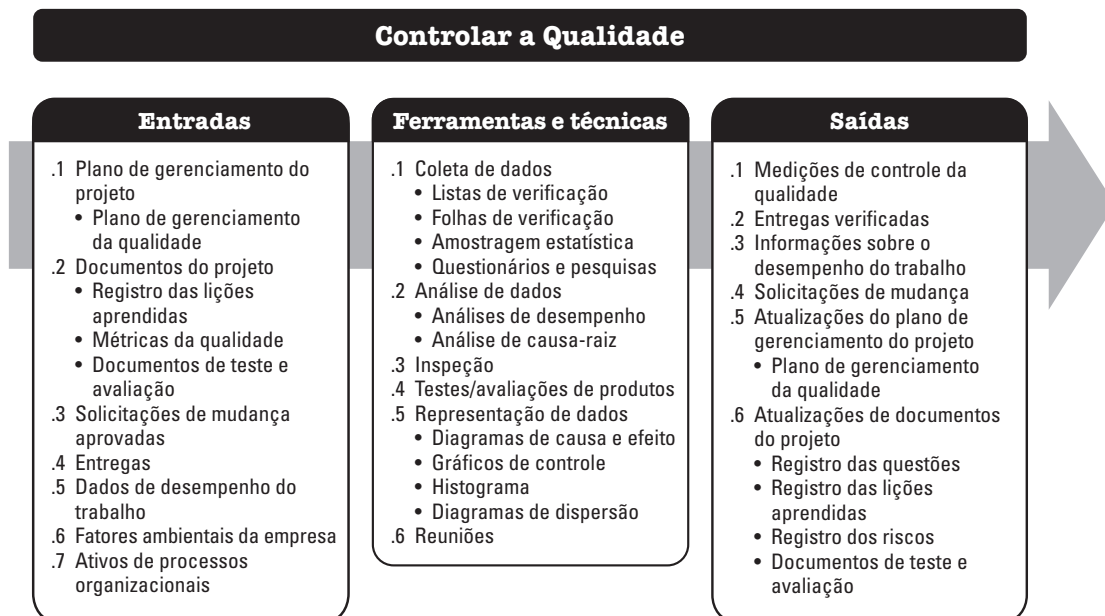 Controlar a Qualidade
Entradas
.1 Plano de gerenciamento do
projeto
• Plano de gerenciamento
da qualidade
.2 Documentos do projeto
• Registro das lições
aprendidas
• Métricas da qualidade
• Documentos de teste e
avaliação
.3 Solicitações de mudança
aprovadas
.4 Entregas
.5 Dados de desempenho do
trabalho
.6 Fatores ambientais da empresa
.7 Ativos de processos
organizacionais
Ferramentas e técnicas
.1 Coleta de dados
• Listas de verificação
• Folhas de verificação
• Amostragem estatística
• Questionários e pesquisas
.2 Análise de dados
• Análises de desempenho
• Análise de causa-raiz
.3 Inspeção
.4 Testes/avaliações de produtos
.5 Representação de dados
• Diagramas de causa e efeito
• Gráficos de controle
• Histograma
• Diagramas de dispersão
.6 Reuniões
Saídas
.1 Medições de controle da
qualidade
.2 Entregas verificadas
.3 Informações sobre o
desempenho do trabalho
.4 Solicitações de mudança
.5 Atualizações do plano de
gerenciamento do projeto
• Plano de gerenciamento
da qualidade
.6 Atualizações de documentos
do projeto
• Registro das questões
• Registro das lições
aprendidas
• Registro dos riscos
• Documentos de teste e
avaliação